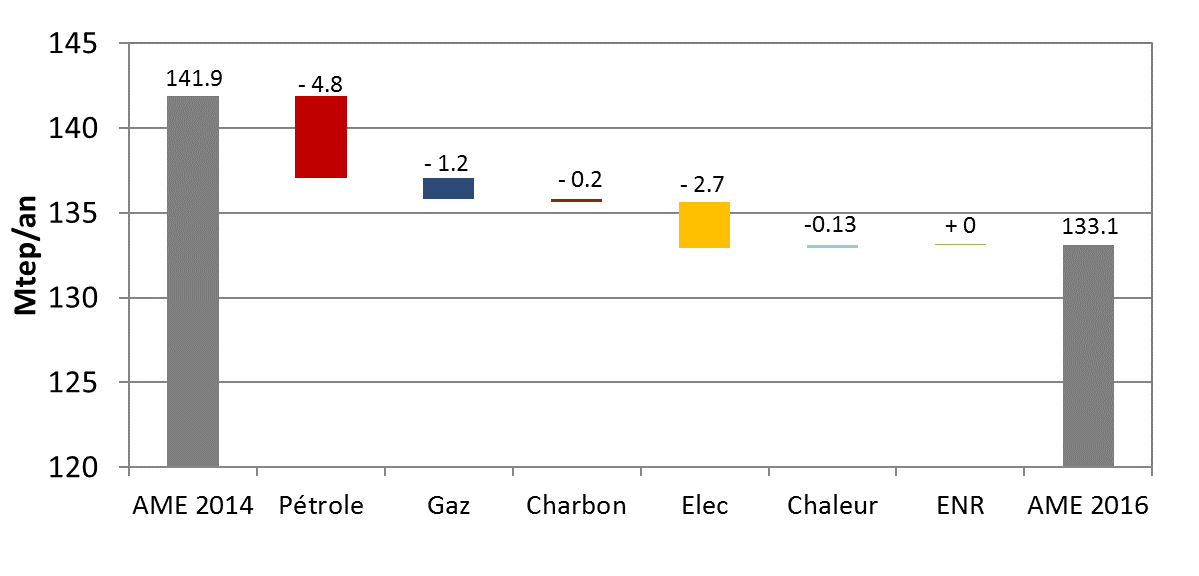 145
140
135
130
125
120
Mtep/an
141.9
- 4.8
- 1.2
- 0.2
- 2.7
-0.13
+ 0
133.1
AME 2014
Pétrole
Gaz
Charbon
Elec
Chaleur
ENR
AME 2016